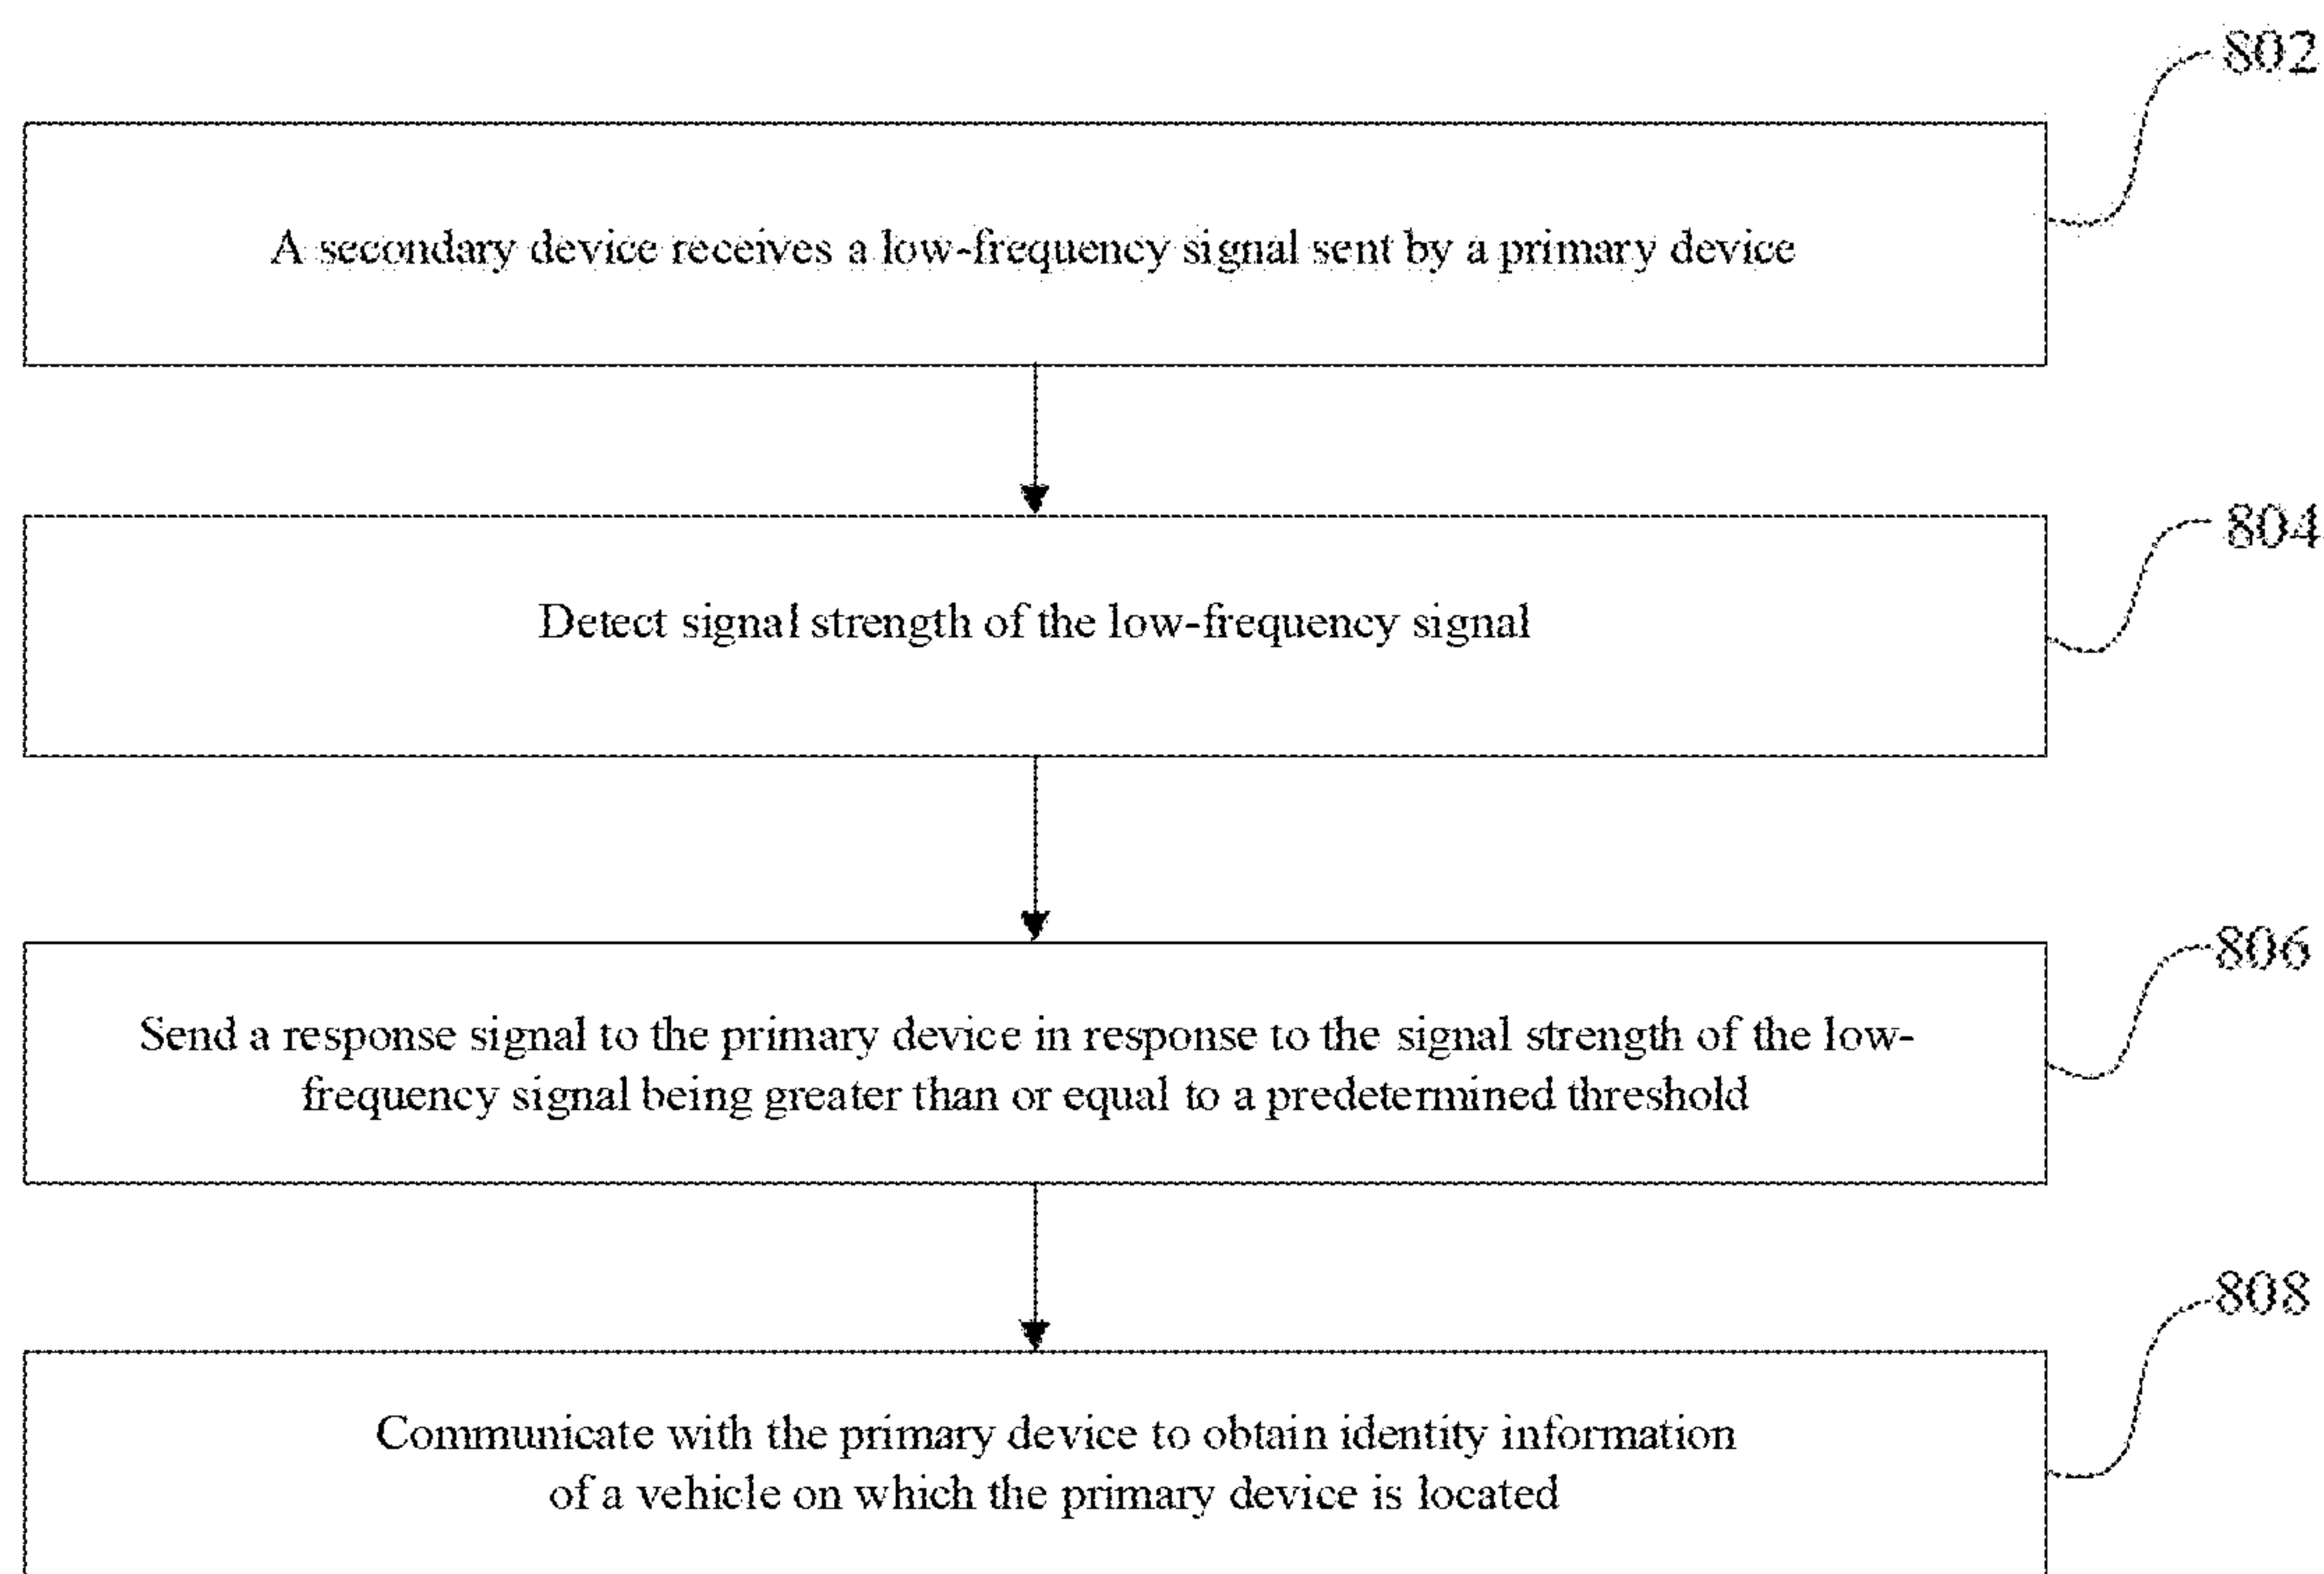 802
A secondary device receives a low-frequency signal sent by a primary device
804
Detect signal strength of the low-frequency signal
806
Send a response signal to the primary device in response to the signal strength of the low-
frequency signal being greater than or equal to a predetermined threshold
808
Communicate with the primary device to obtain identity information
of a vehicle on which the primary device is located